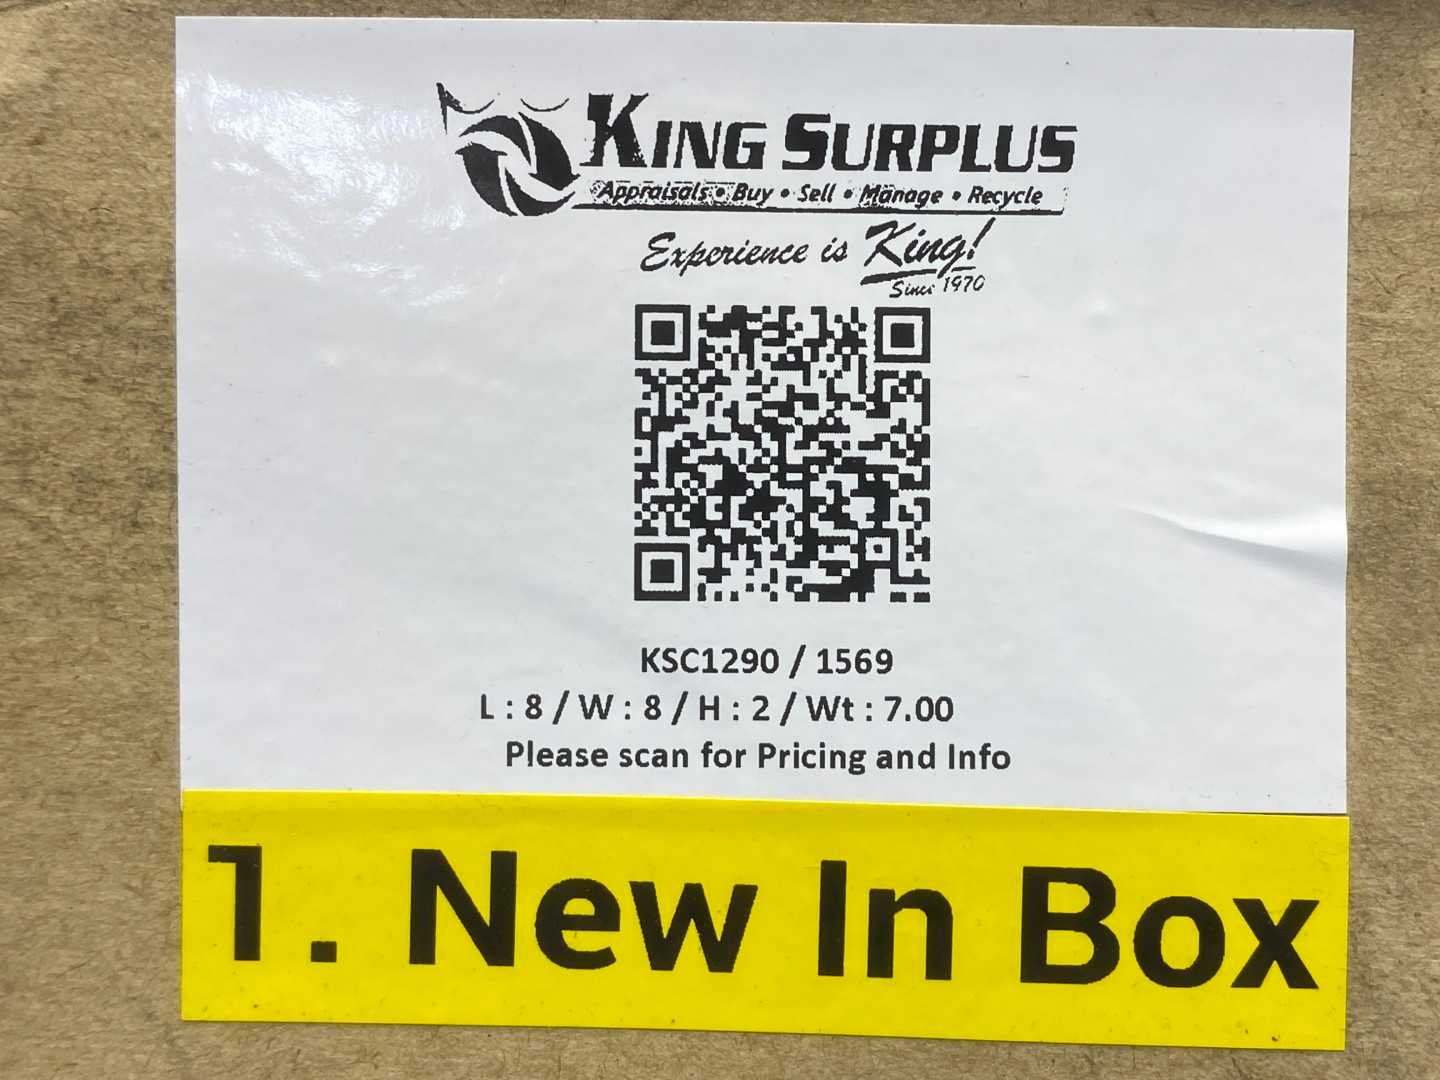 KING SURPLUS
Appraisals • Buy • Sell • Manage • Recycle
Experience is King!
Since 1970
KSC1290 / 1569
L : 8 / W : 8 / H : 2 / Wt : 7.00
Please scan for Pricing and Info
1. New In Box